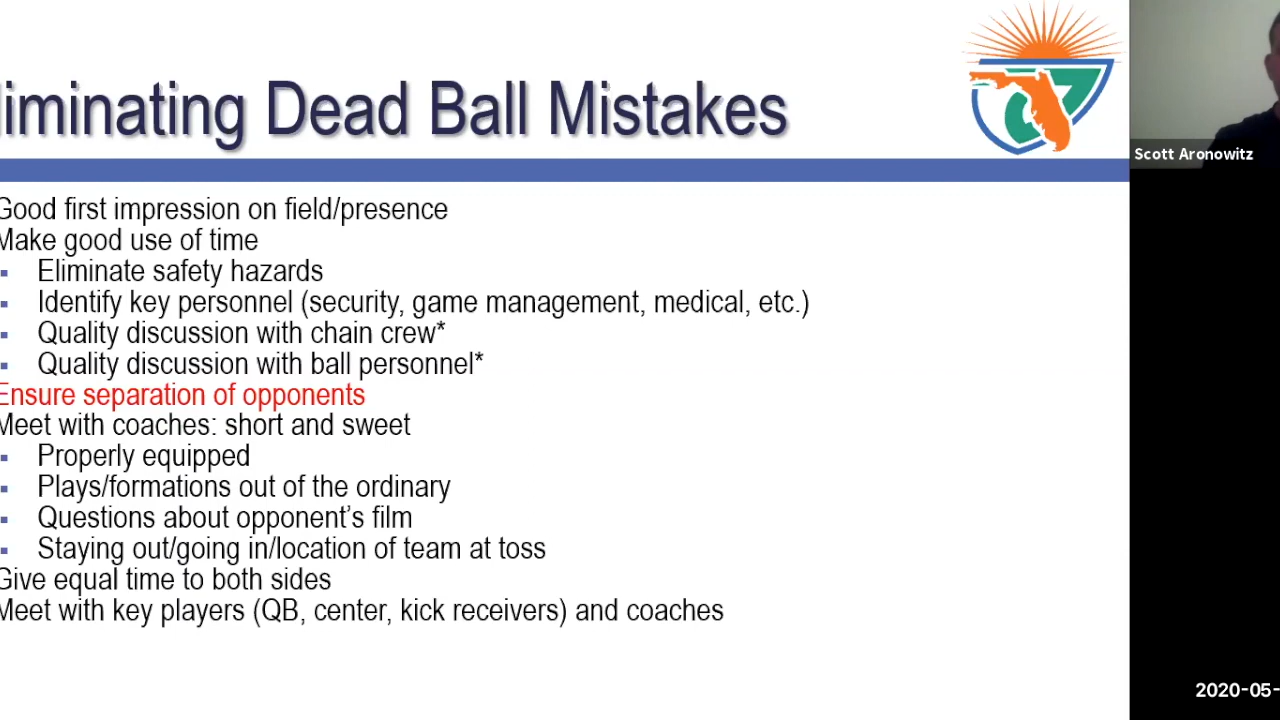 liminating Dead Ball Mistakes
Scott Aronowitz
Good first impression on field/presence
Make good use of time
▪ Eliminate safety hazards
▪ Identify key personnel (security, game management, medical, etc.)
▪ Quality discussion with chain crew*
▪ Quality discussion with ball personnel*
Ensure separation of opponents
Meet with coaches: short and sweet
▪ Properly equipped
▪ Plays/formations out of the ordinary
▪ Questions about opponent’s film
▪ Staying out/going in/location of team at toss
Give equal time to both sides
Meet with key players (QB, center, kick receivers) and coaches
2020-05-